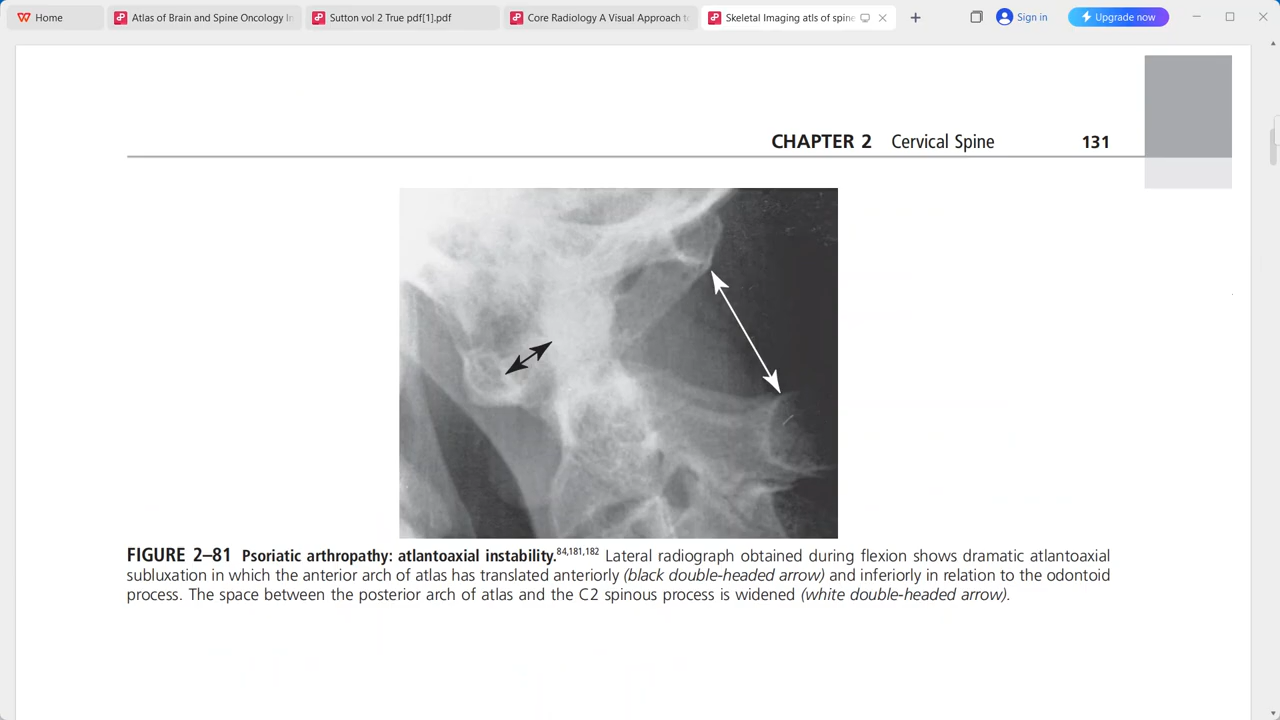 Home
Atlas of Brain and Spine Oncology I
Sutton vol 2 True pdf[1].pdf
Core Radiology A Visual Approach to
Skeletal Imaging atls of spine
Sign in
Upgrade now
CHAPTER 2 Cervical Spine 131
FIGURE 2–81 Psoriatic arthropathy: atlantoaxial instability.84,181,182 Lateral radiograph obtained during flexion shows dramatic atlantoaxial
subluxation in which the anterior arch of atlas has translated anteriorly (black double-headed arrow) and inferiorly in relation to the odontoid
process. The space between the posterior arch of atlas and the C2 spinous process is widened (white double-headed arrow).